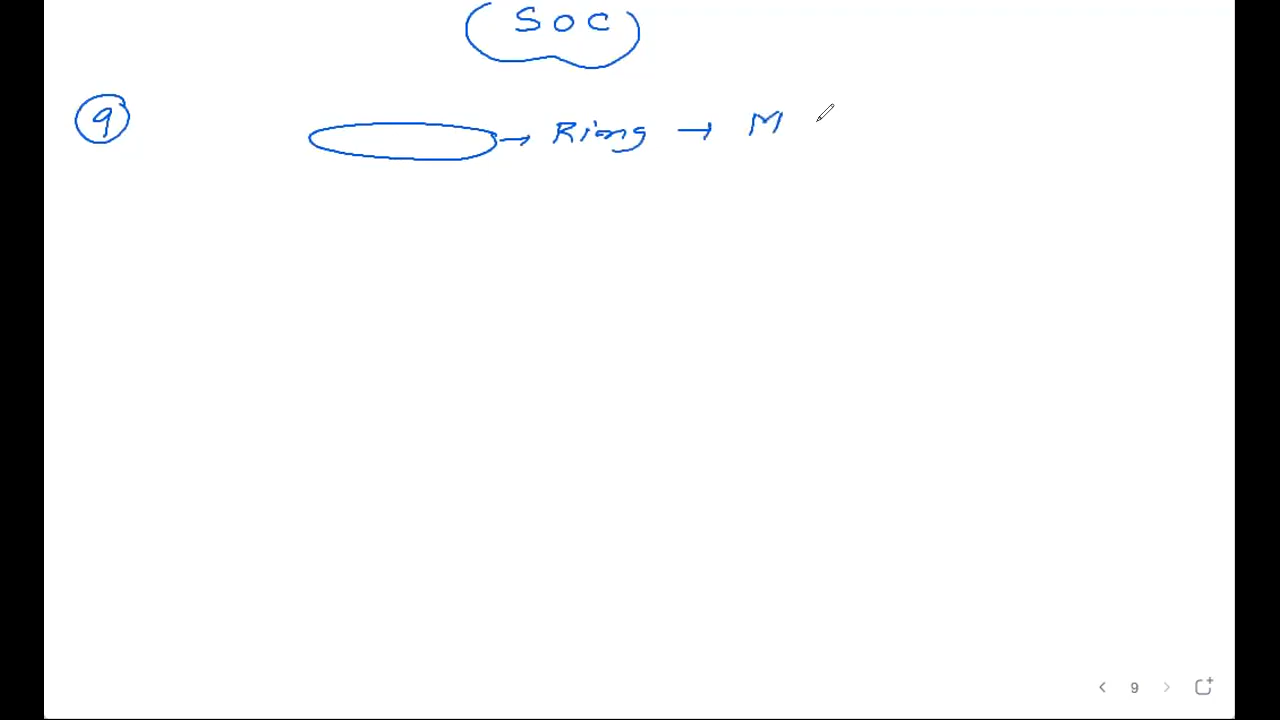 (SOC)
9 → Ring → M
9